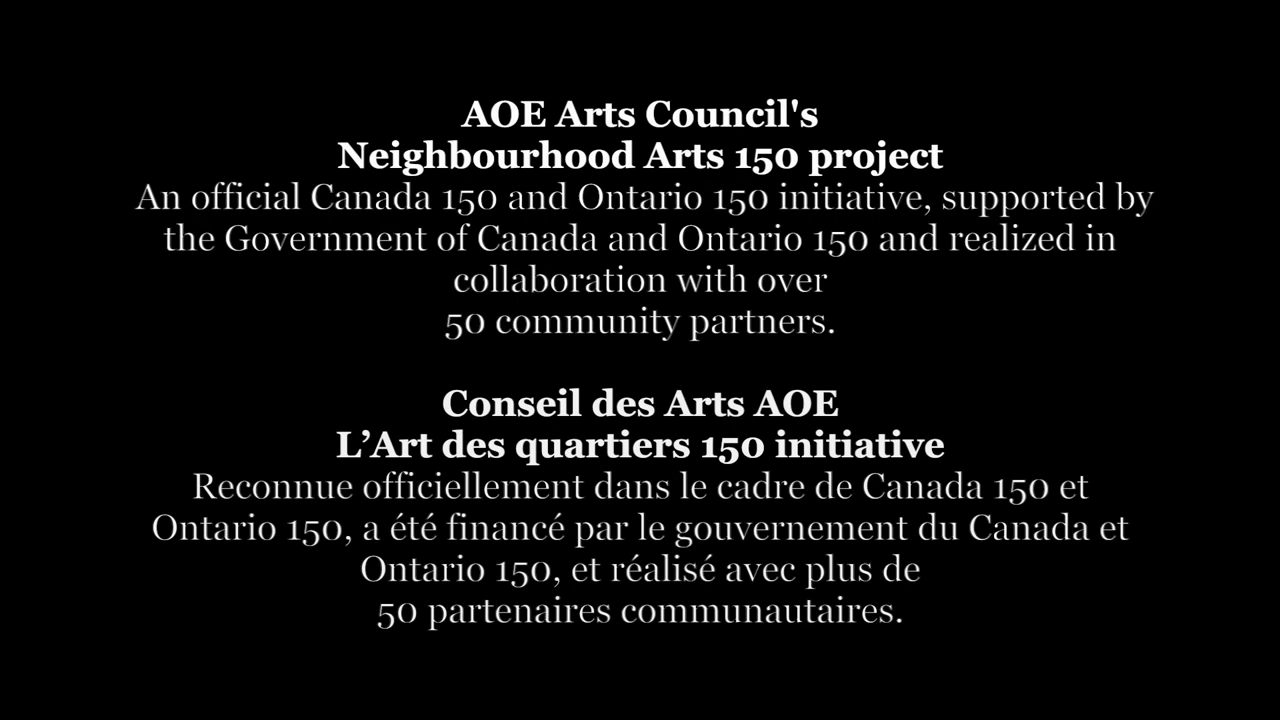 AOE Arts Council's
Neighbourhood Arts 150 project
An official Canada 150 and Ontario 150 initiative, supported by
the Government of Canada and Ontario 150 and realized in
collaboration with over
50 community partners.
Conseil des Arts AOE
L’Art des quartiers 150 initiative
Reconnue officiellement dans le cadre de Canada 150 et
Ontario 150, a été financé par le gouvernement du Canada et
Ontario 150, et réalisé avec plus de
50 partenaires communautaires.